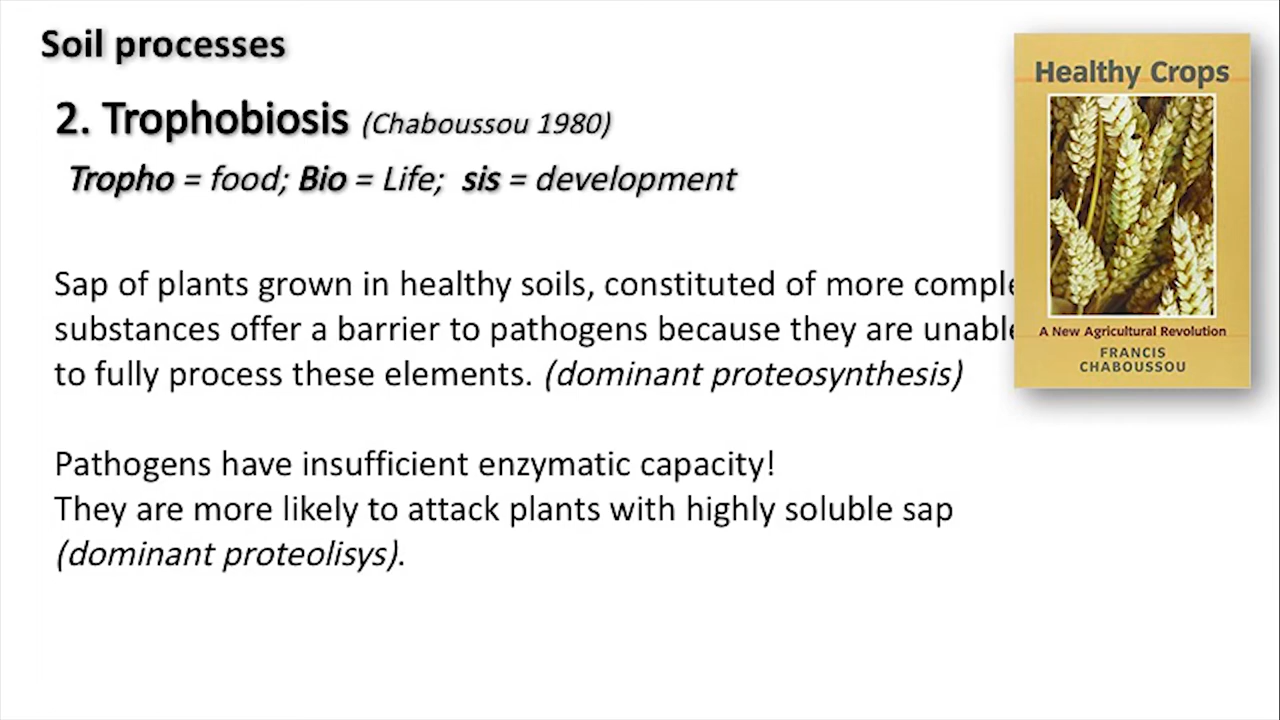 Soil processes
2. Trophobiosis (Chaboussou 1980)
Tropho = food; Bio = Life; sis = development
Sap of plants grown in healthy soils, constituted of more comple
substances offer a barrier to pathogens because they are unable
to fully process these elements. (dominant proteosynthesis)
Pathogens have insufficient enzymatic capacity!
They are more likely to attack plants with highly soluble sap
(dominant proteolisys).
Healthy Crops
A New Agricultural Revolution
FRANCIS
CHABOUSSOU